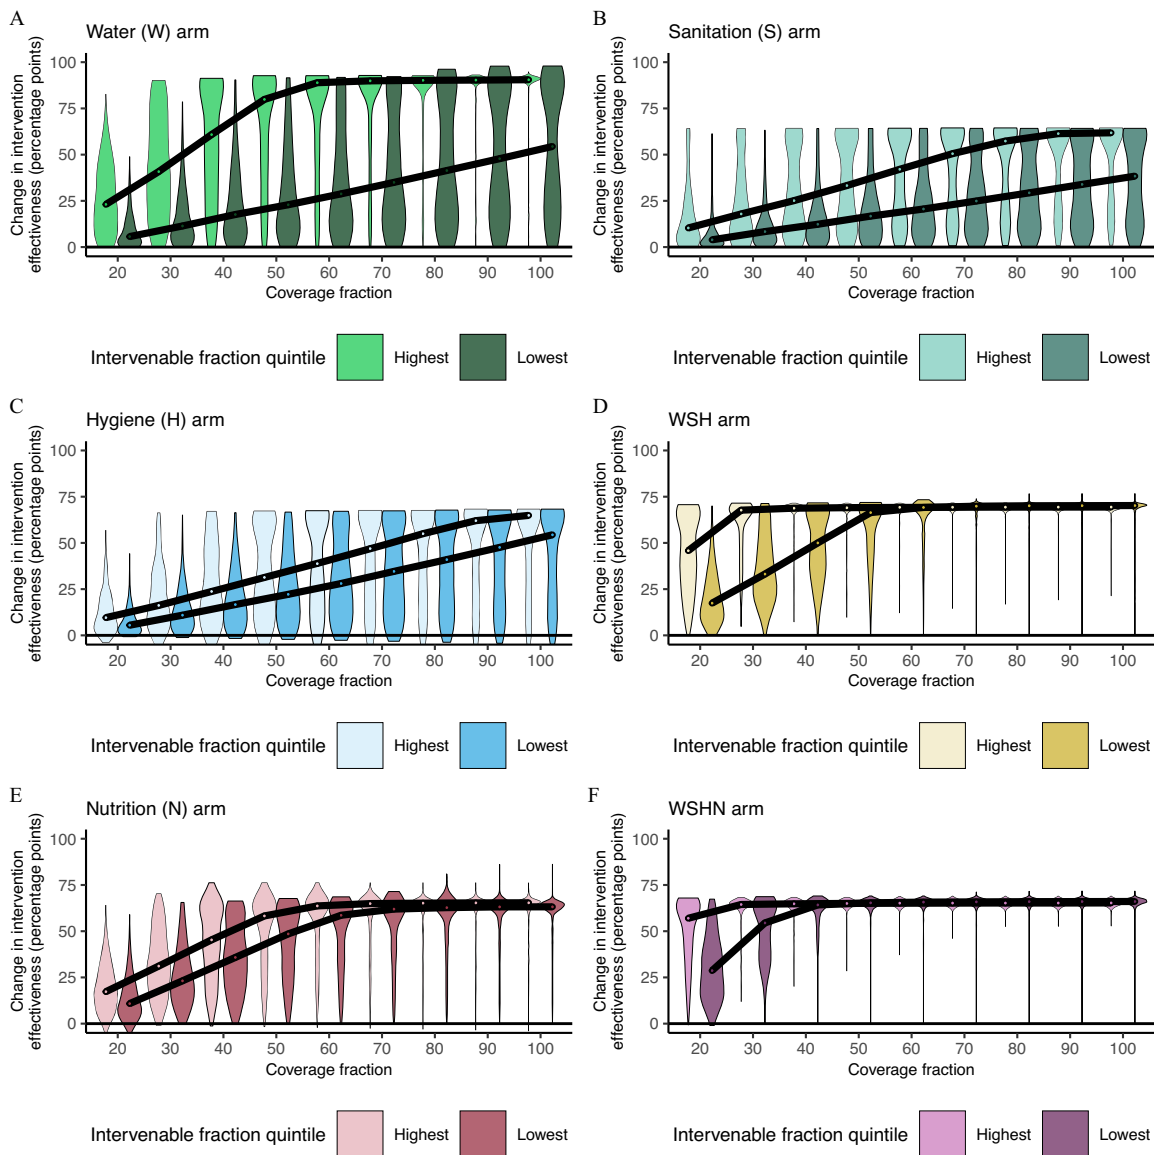 A
Water (W) arm
Change in intervention
effectiveness (percentage points)
100
75
50
25
0
20 30 40 50 60 70 80 90 100
Coverage fraction
Intervenable fraction quintile Highest Lowest
B
Sanitation (S) arm
Change in intervention
effectiveness (percentage points)
100
75
50
25
0
20 30 40 50 60 70 80 90 100
Coverage fraction
Intervenable fraction quintile Highest Lowest
C
Hygiene (H) arm
Change in intervention
effectiveness (percentage points)
100
75
50
25
0
20 30 40 50 60 70 80 90 100
Coverage fraction
Intervenable fraction quintile Highest Lowest
D
WSH arm
Change in intervention
effectiveness (percentage points)
100
75
50
25
0
20 30 40 50 60 70 80 90 100
Coverage fraction
Intervenable fraction quintile Highest Lowest
E
Nutrition (N) arm
Change in intervention
effectiveness (percentage points)
100
75
50
25
0
20 30 40 50 60 70 80 90 100
Coverage fraction
Intervenable fraction quintile Highest Lowest
F
WSHN arm
Change in intervention
effectiveness (percentage points)
100
75
50
25
0
20 30 40 50 60 70 80 90 100
Coverage fraction
Intervenable fraction quintile Highest Lowest